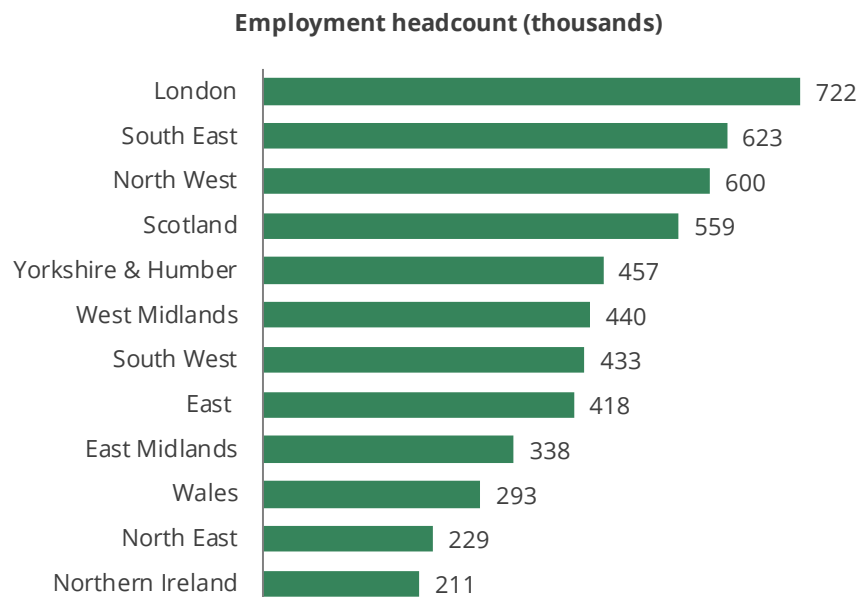 Employment headcount (thousands)
London 722
South East 623
North West 600
Scotland 559
Yorkshire & Humber 457
West Midlands 440
South West 433
East 418
East Midlands 338
Wales 293
North East 229
Northern Ireland 211